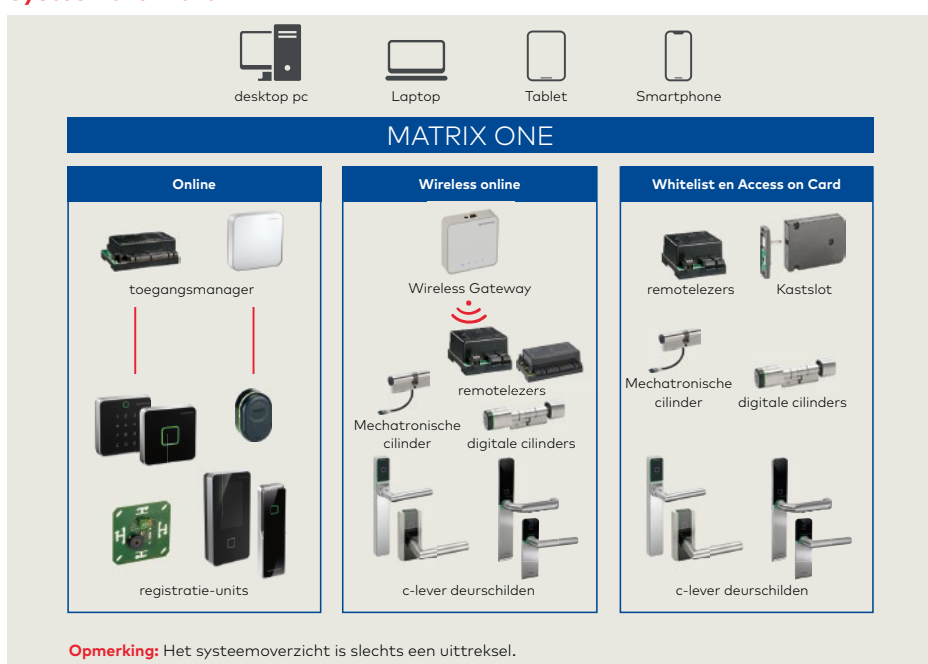 desktop pc
Laptop
Tablet
Smartphone
MATRIX ONE
Online
toegangsmanager
registratie-units
Wireless online
Wireless Gateway
remotelezers
Mechatronische
cilinder
digitale cilinders
c-lever deurschilden
Whitelist en Access on Card
remotelezers
Kastslot
Mechatronische
cilinder
digitale cilinders
c-lever deurschilden
Opmerking: Het systeemoverzicht is slechts een uittreksel.